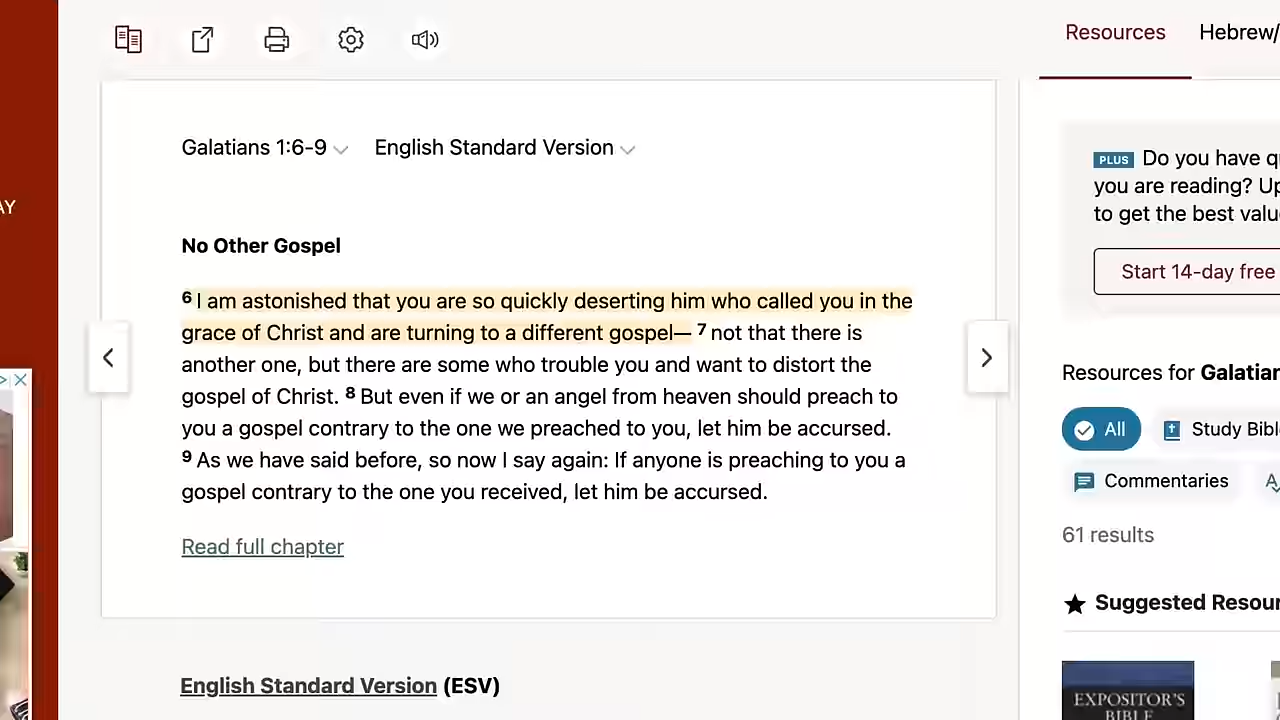 Resources Hebrew/
Galatians 1:6-9 English Standard Version
AY
No Other Gospel
6 I am astonished that you are so quickly deserting him who called you in the
grace of Christ and are turning to a different gospel— 7 not that there is
another one, but there are some who trouble you and want to distort the
gospel of Christ. 8 But even if we or an angel from heaven should preach to
you a gospel contrary to the one we preached to you, let him be accursed.
9 As we have said before, so now I say again: If anyone is preaching to you a
gospel contrary to the one you received, let him be accursed.
Read full chapter
English Standard Version (ESV)
PLUS Do you have q
you are reading? Up
to get the best valu
Start 14-day free
Resources for Galatian
All Study Bibl
Commentaries
61 results
Suggested Resour
EXPOSITOR'S
BIBLE